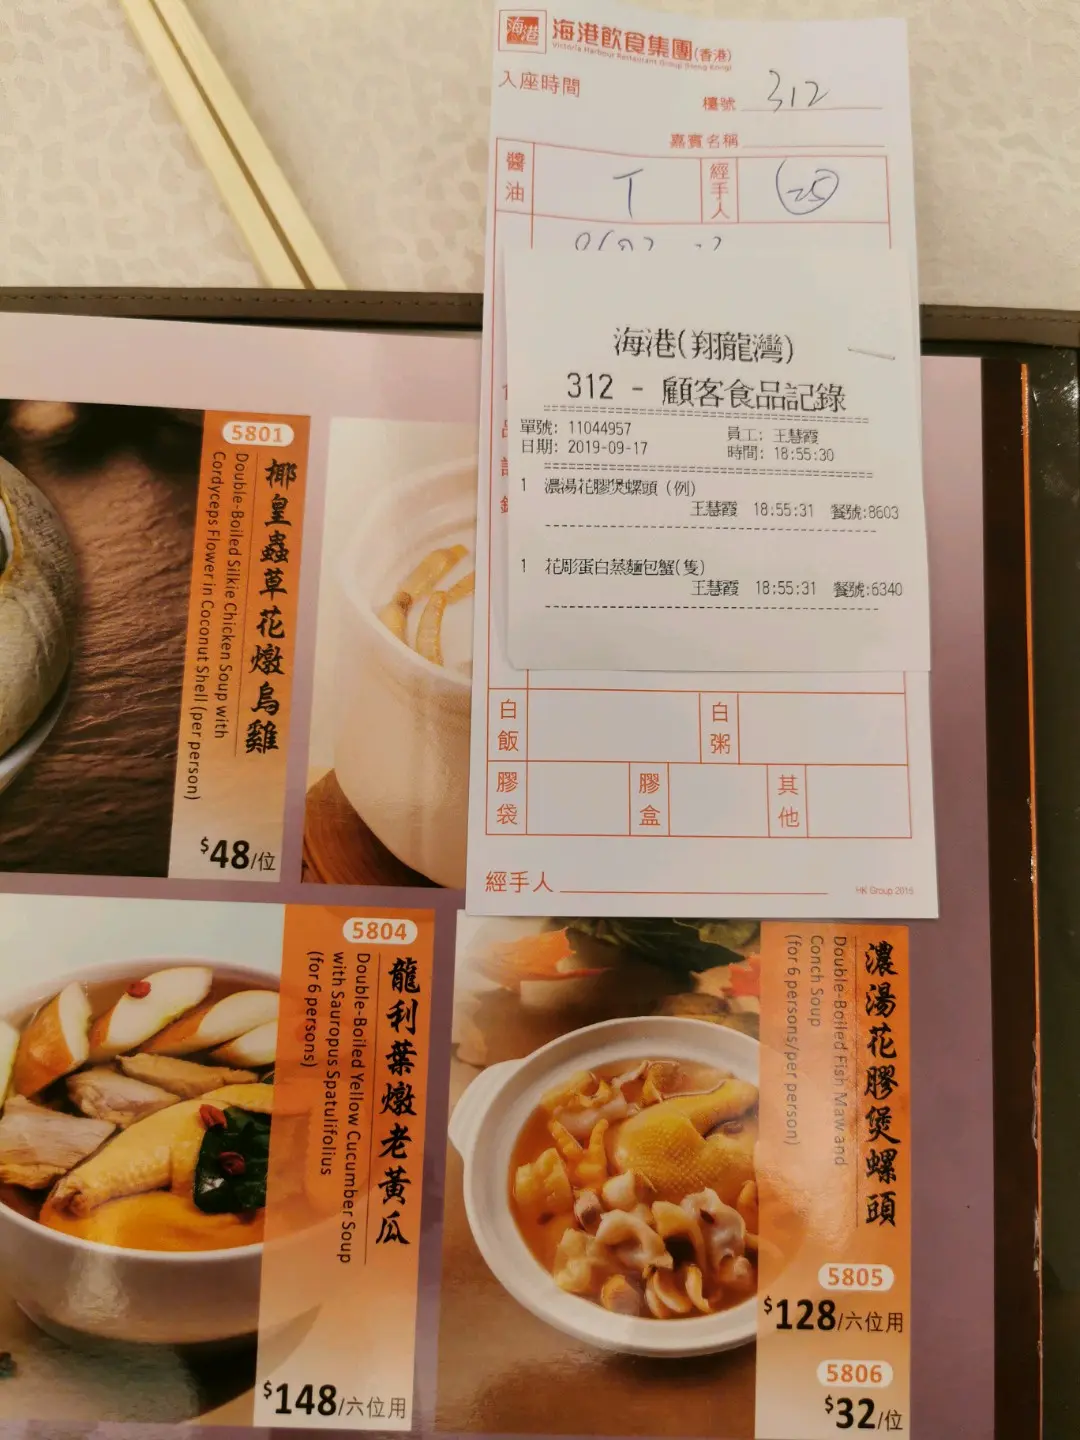 海港
海港飲食集團(香港)
Victoria Harbour Restaurant Group (Hong Kong)
入座時間
檯號 312
嘉賓名稱
醬油
T
經手人
25
海港(翔龍灣)
312 - 顧客食品記錄
單號: 11044957
員工: 王慧霞
日期: 2019-09-17
時間: 18:55:30
1 濃湯花膠煲螺頭 (例)
王慧霞 18:55:31 餐號:8603
1 花彫蛋白蒸麵包蟹(隻)
王慧霞 18:55:31 餐號:6340
白飯
白粥
膠袋
膠盒
其他
經手人
HK Group 2015
5801
椰皇蟲草花燉烏雞
Double-Boiled Silkie Chicken Soup with
Cordyceps Flower in Coconut Shell (per person)
$48/位
5804
龍利葉燉老黃瓜
Double-Boiled Yellow Cucumber Soup
with Sauropus Spatulifolius
(for 6 persons)
$148/六位用
濃湯花膠煲螺頭
Double-Boiled Fish Maw and
Conch Soup
(for 6 persons/per person)
5805
$128/六位用
5806
$32/位